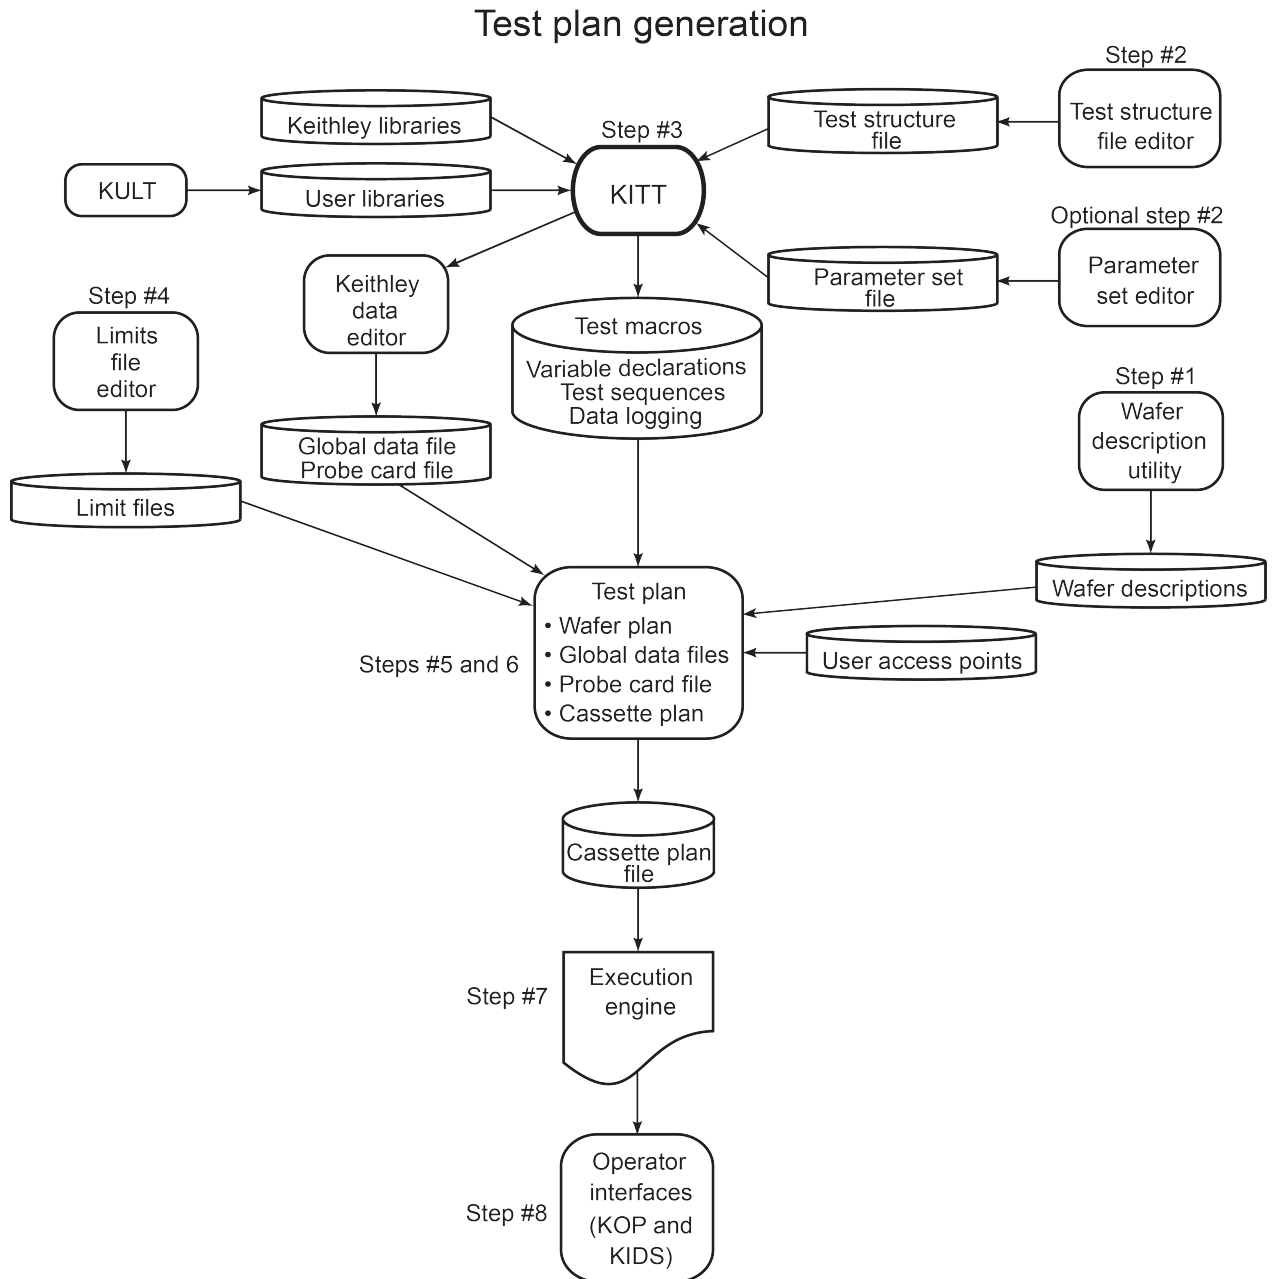 Test plan generation
Step #2
Keithley libraries
Step #3
Test structure
file
Test structure
file editor
KULT
User libraries
KITT
Optional step #2
Parameter set
file
Parameter
set editor
Keithley
data
editor
Step #4
Limits
file
editor
Test macros
Variable declarations
Test sequences
Data logging
Step #1
Wafer
description
utility
Global data file
Probe card file
Limit files
Wafer descriptions
Test plan
• Wafer plan
• Global data files
• Probe card file
• Cassette plan
Steps #5 and 6
User access points
Cassette plan
file
Step #7
Execution
engine
Step #8
Operator
interfaces
(KOP and
KIDS)